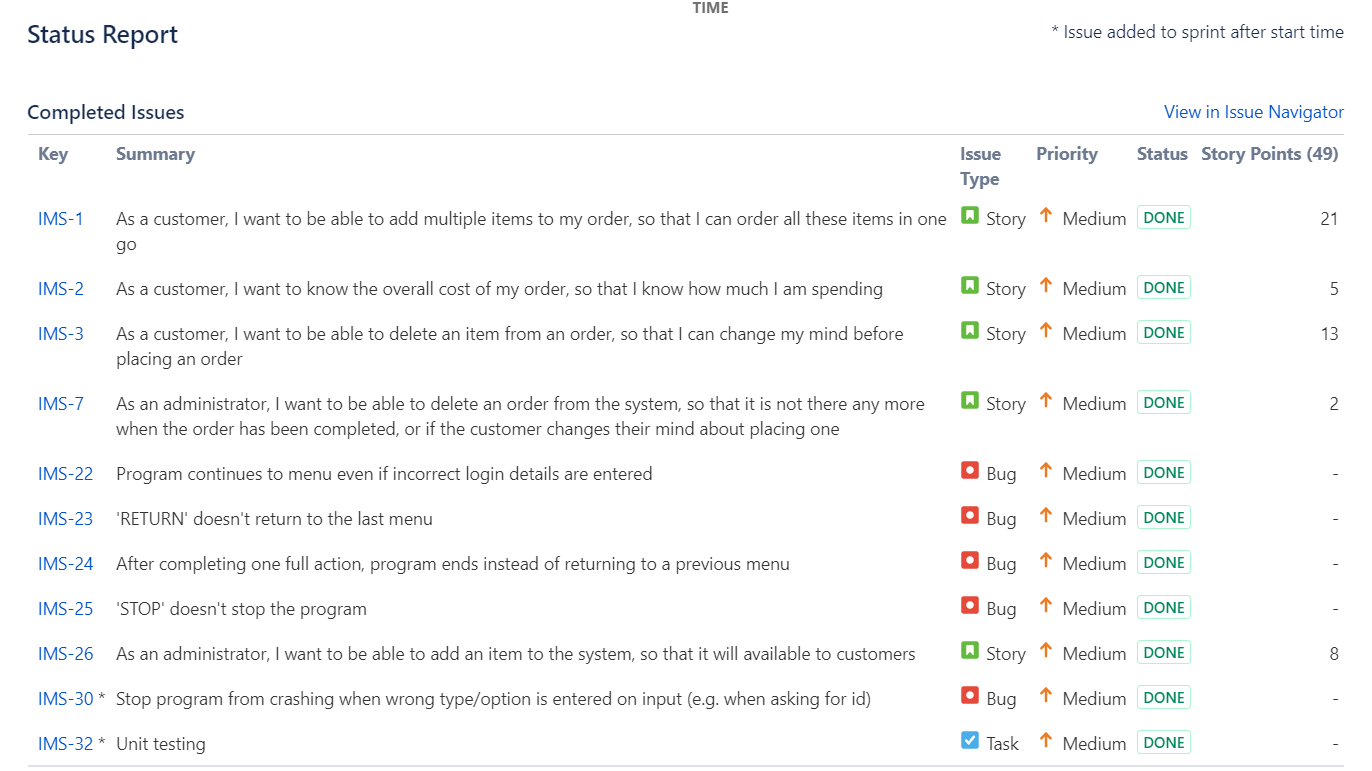 TIME
Status Report
* Issue added to sprint after start time
Completed Issues
View in Issue Navigator
Key Summary Issue Type Priority Status Story Points (49)
IMS-1 As a customer, I want to be able to add multiple items to my order, so that I can order all these items in one Story Medium DONE 21
go
IMS-2 As a customer, I want to know the overall cost of my order, so that I know how much I am spending Story Medium DONE 5
IMS-3 As a customer, I want to be able to delete an item from an order, so that I can change my mind before Story Medium DONE 13
placing an order
IMS-7 As an administrator, I want to be able to delete an order from the system, so that it is not there any more Story Medium DONE 2
when the order has been completed, or if the customer changes their mind about placing one
IMS-22 Program continues to menu even if incorrect login details are entered Bug Medium DONE -
IMS-23 'RETURN' doesn't return to the last menu Bug Medium DONE -
IMS-24 After completing one full action, program ends instead of returning to a previous menu Bug Medium DONE -
IMS-25 'STOP' doesn't stop the program Bug Medium DONE -
IMS-26 As an administrator, I want to be able to add an item to the system, so that it will available to customers Story Medium DONE 8
IMS-30 * Stop program from crashing when wrong type/option is entered on input (e.g. when asking for id) Bug Medium DONE -
IMS-32 * Unit testing Task Medium DONE -